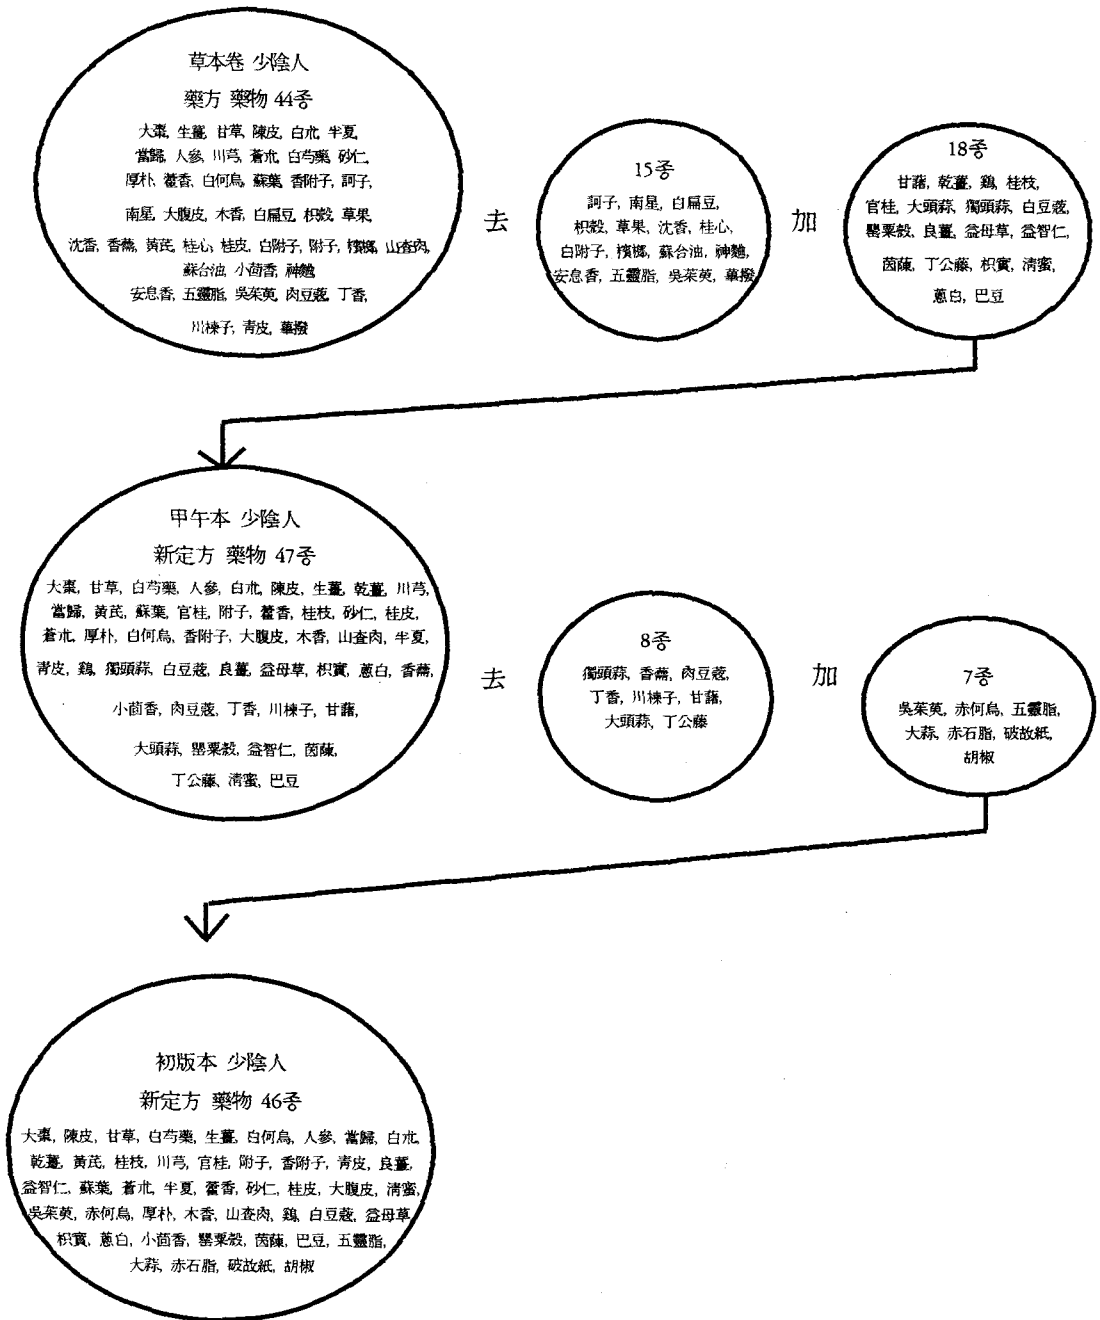 草本卷 少陰人
藥方 藥物 44종
大棗, 生薑, 甘草, 陳皮, 白朮, 半夏,
當歸, 人參, 川芎, 蒼朮, 白芍藥, 砂仁,
厚朴, 藿香, 白何烏, 蘇葉, 香附子, 訶子,
南星, 大腹皮, 木香, 白扁豆, 枳殼, 草果,
沈香, 香薷, 黃芪, 桂心, 桂皮, 白附子, 附子, 檳榔, 山査肉,
蘇合油, 小茴香, 神麯,
安息香, 五靈脂, 吳茱萸, 肉豆蔲, 丁香,
川楝子, 靑皮, 蓽撥
去
15종
訶子, 南星, 白扁豆,
枳殼, 草果, 沈香, 桂心,
白附子, 檳榔, 蘇合油, 神麯,
安息香, 五靈脂, 吳茱萸, 蓽撥
加
18종
甘藷, 乾薑, 鷄, 桂枝,
官桂, 大頭蒜, 獨頭蒜, 白豆蔲,
罌粟殼, 良薑, 益母草, 益智仁,
茵蔯, 丁公藤, 枳實, 淸蜜,
蔥白, 巴豆
甲午本 少陰人
新定方 藥物 47종
大棗, 甘草, 白芍藥, 人參, 白朮, 陳皮, 生薑, 乾薑, 川芎,
當歸, 黃芪, 蘇葉, 官桂, 附子, 藿香, 桂枝, 砂仁, 桂皮,
蒼朮, 厚朴, 白何烏, 香附子, 大腹皮, 木香, 山査肉, 半夏,
靑皮, 鷄, 獨頭蒜, 白豆蔲, 良薑, 益母草, 枳實, 蔥白, 香薷,
小茴香, 肉豆蔲, 丁香, 川楝子, 甘藷,
大頭蒜, 罌粟殼, 益智仁, 茵蔯,
丁公藤, 淸蜜, 巴豆
去
8종
獨頭蒜, 香薷, 肉豆蔲,
丁香, 川楝子, 甘藷,
大頭蒜, 丁公藤
加
7종
吳茱萸, 赤何烏, 五靈脂,
大蒜, 赤石脂, 破故紙,
胡椒
初版本 少陰人
新定方 藥物 46종
大棗, 陳皮, 甘草, 白芍藥, 生薑, 白何烏, 人參, 當歸, 白朮,
乾薑, 黃芪, 桂枝, 川芎, 官桂, 附子, 香附子, 靑皮, 良薑,
益智仁, 蘇葉, 蒼朮, 半夏, 藿香, 砂仁, 桂皮, 大腹皮, 淸蜜,
吳茱萸, 赤何烏, 厚朴, 木香, 山査肉, 鷄, 白豆蔲, 益母草
枳實, 蔥白, 小茴香, 罌粟殼, 茵蔯, 巴豆, 五靈脂,
大蒜, 赤石脂, 破故紙, 胡椒